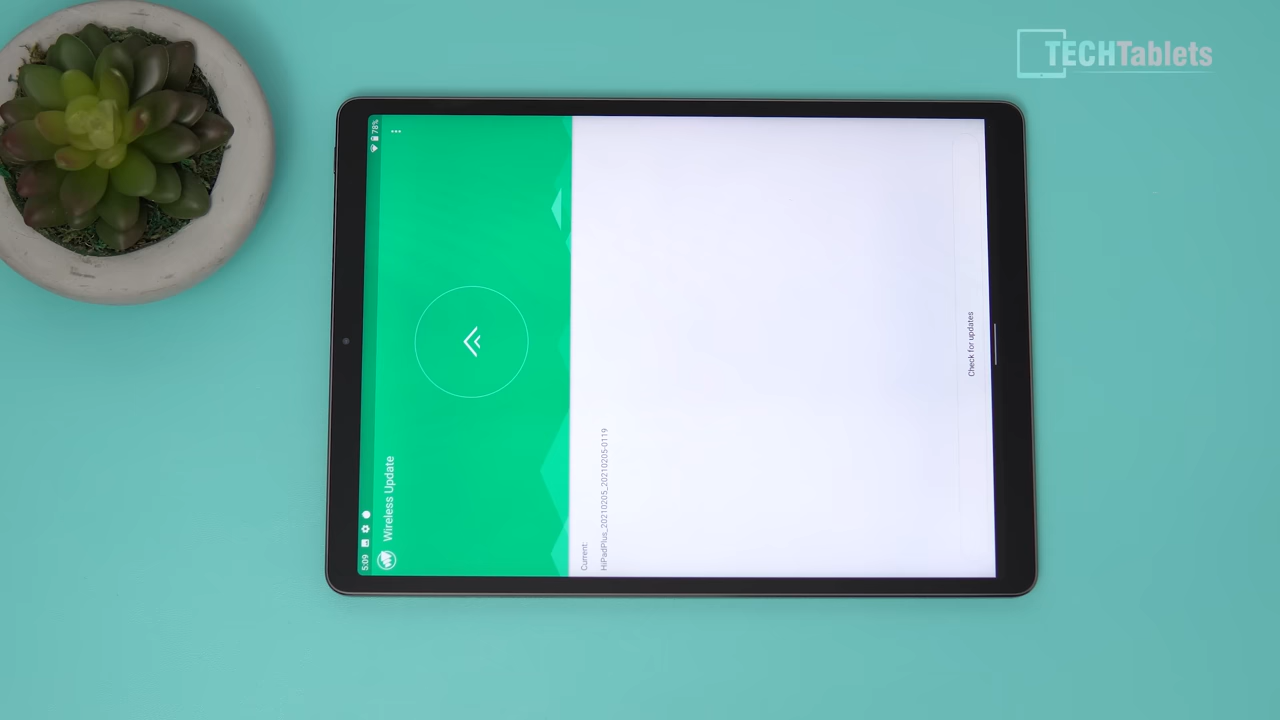 TECHTablets
5:09
78%
Wireless Update
Current:
HiPadPlus_20210205_20210205-0119
Check for updates